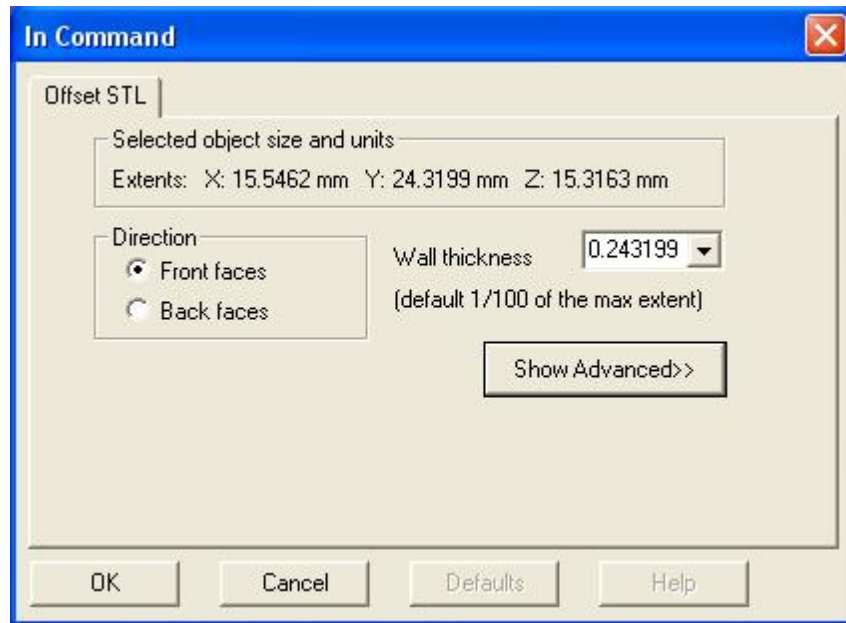 In Command
Offset STL
Selected object size and units
Extents: X: 15.5462 mm Y: 24.3199 mm Z: 15.3163 mm
Direction
Front faces
Back faces
Wall thickness 0.243199
(default 1/100 of the max extent)
Show Advanced>>
OK Cancel Defaults Help